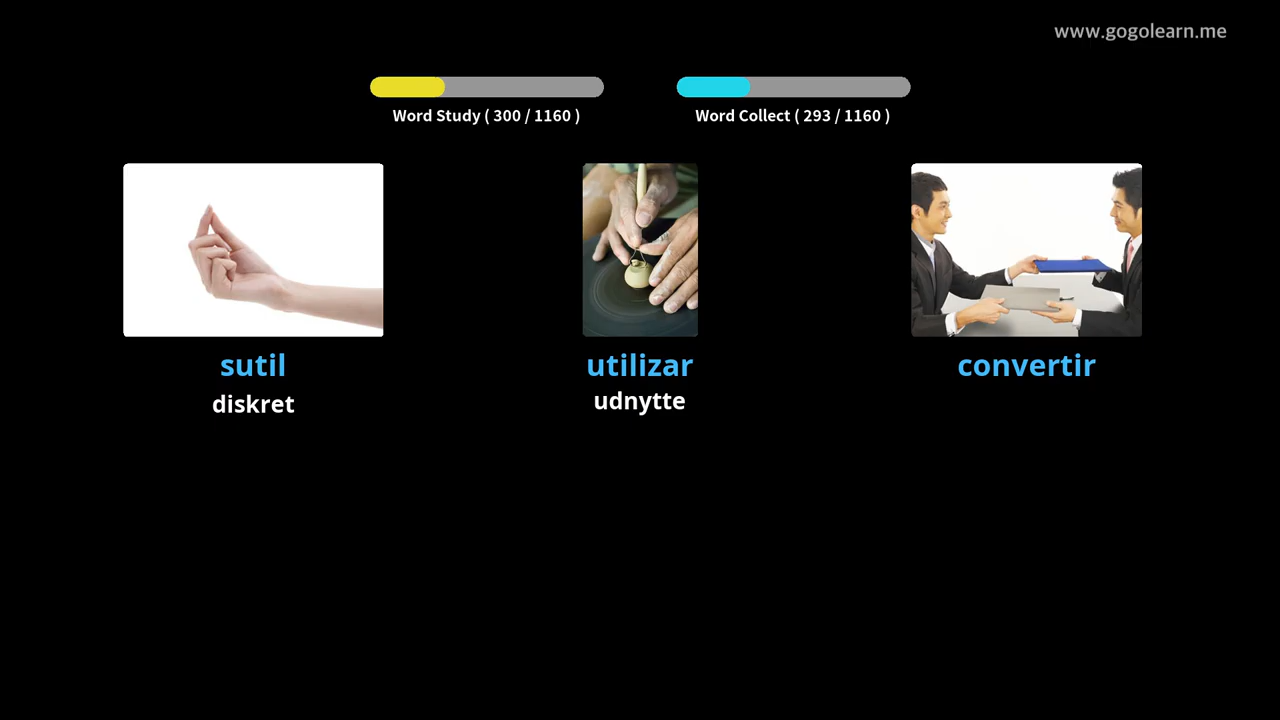 www.gogolearn.me
Word Study ( 300 / 1160 )
Word Collect ( 293 / 1160 )
sutil
diskret
utilizar
udnytte
convertir